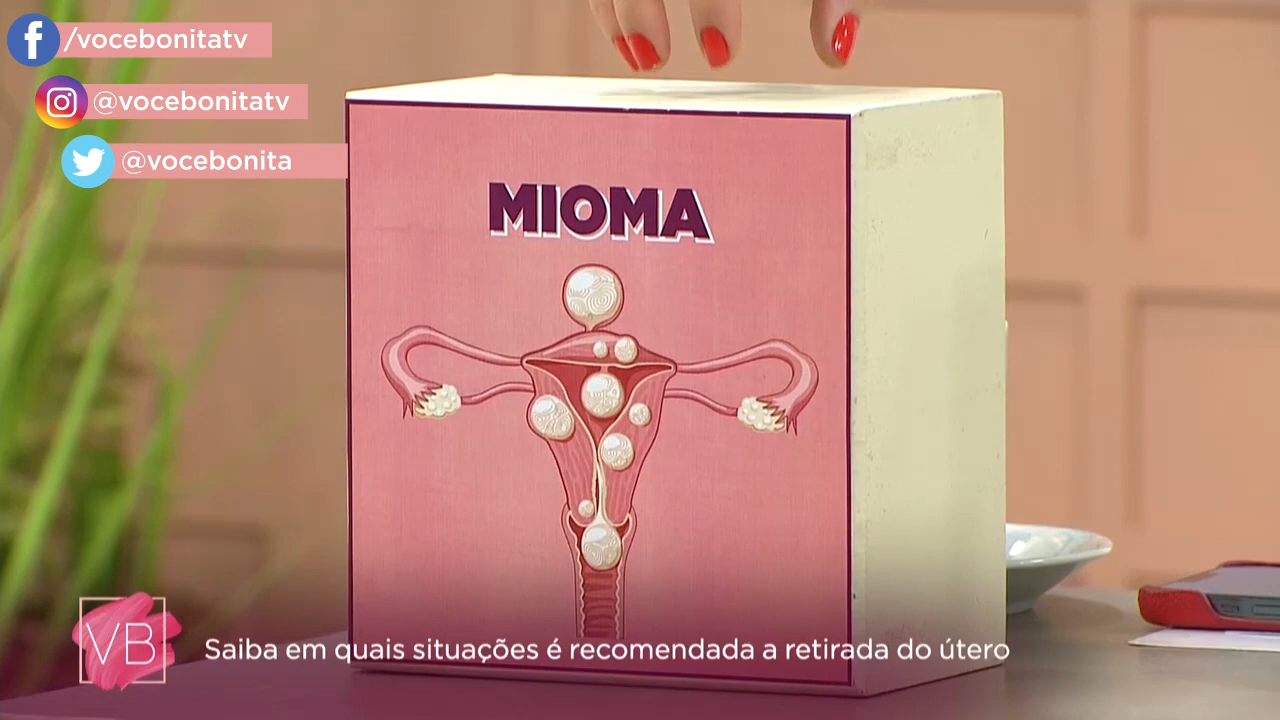 /vocebonitatv
@vocebonitatv
@vocebonita
MIOMA
VB
Saiba em quais situações é recomendada a retirada do útero